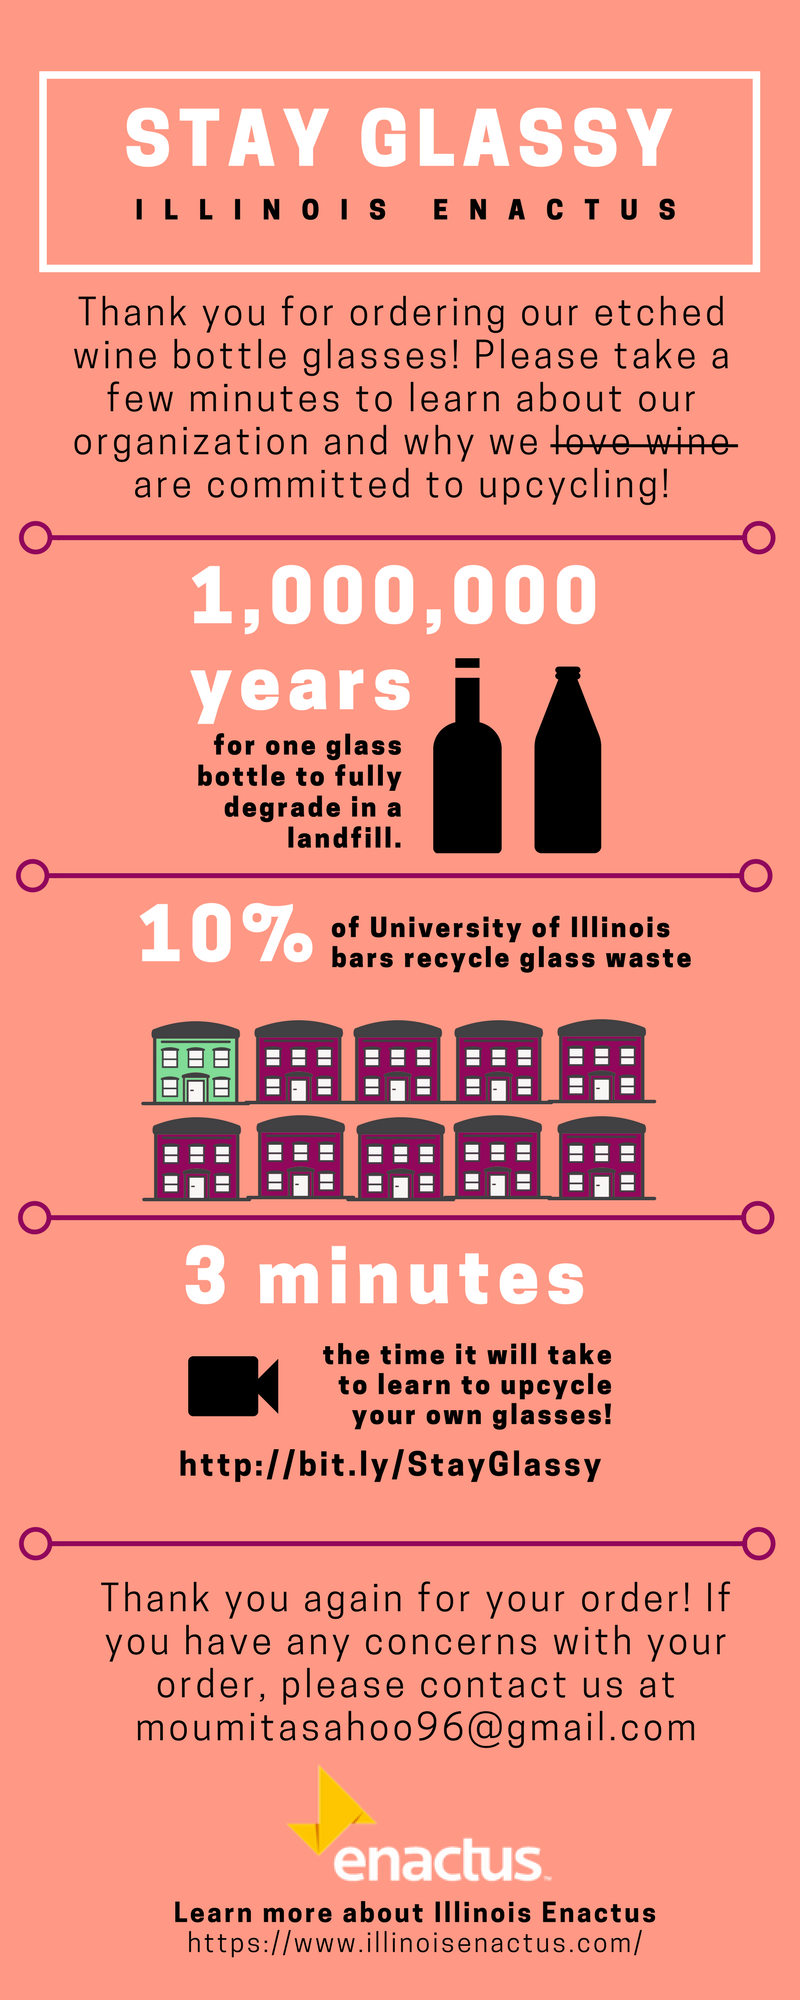 STAY GLASSY
ILLINOIS ENACTUS
Thank you for ordering our etched
wine bottle glasses! Please take a
few minutes to learn about our
organization and why we love wine
are committed to upcycling!
1,000,000
years
for one glass
bottle to fully
degrade in a
landfill.
10%
of University of Illinois
bars recycle glass waste
3 minutes
the time it will take
to learn to upcycle
your own glasses!
http://bit.ly/StayGlassy
Thank you again for your order! If
you have any concerns with your
order, please contact us at
moumitasahoo96@gmail.com
enactus™
Learn more about Illinois Enactus
https://www.illinoisenactus.com/